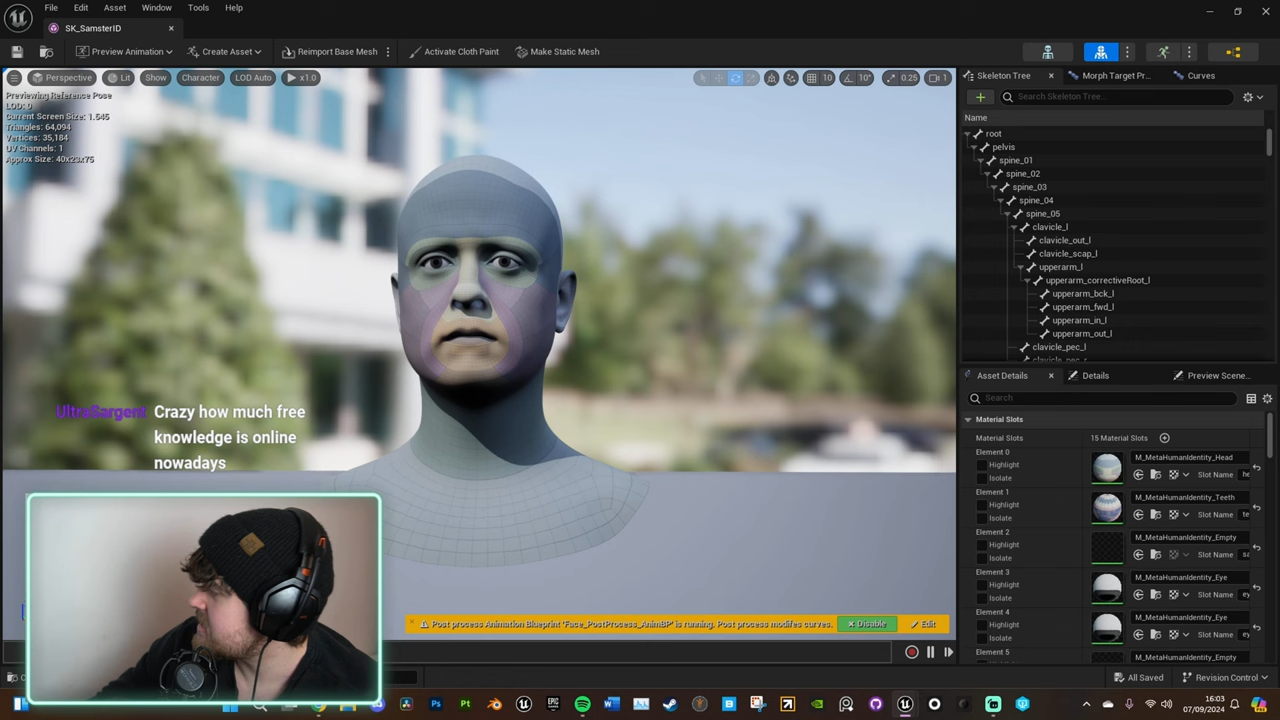 File Edit Asset Window Tools Help
SK_SamsterID
Preview Animation Create Asset Reimport Base Mesh Activate Cloth Paint Make Static Mesh
Perspective Lit Show Character LOD Auto x1.0 10 10° 0.25 1
Previewing Reference Pose
LOD: 0
Current Screen Size: 1.545
Triangles: 64,094
Vertices: 35,184
UV Channels: 1
Approx Size: 40x23x75
UltraSargent Crazy how much free
knowledge is online
nowadays
Post process Animation Blueprint 'Face_PostProcess_AnimBP' is running. Post process modifes curves. Disable Edit
Skeleton Tree Morph Target Pr... Curves
Search Skeleton Tree...
Name
root
pelvis
spine_01
spine_02
spine_03
spine_04
spine_05
clavicle_l
clavicle_out_l
clavicle_scap_l
upperarm_l
upperarm_correctiveRoot_l
upperarm_bck_l
upperarm_fwd_l
upperarm_in_l
upperarm_out_l
clavicle_pec_l
clavicle_pec_r
Asset Details Details Preview Scene...
Search
Material Slots
Material Slots 15 Material Slots
Element 0 M_MetaHumanIdentity_Head
Highlight
Isolate Slot Name he
Element 1 M_MetaHumanIdentity_Teeth
Highlight
Isolate Slot Name te
Element 2 M_MetaHumanIdentity_Empty
Highlight
Isolate Slot Name sa
Element 3 M_MetaHumanIdentity_Eye
Highlight
Isolate Slot Name ey
Element 4 M_MetaHumanIdentity_Eye
Highlight
Isolate Slot Name ey
Element 5 M_MetaHumanIdentity_Empty
All Saved Revision Control
16:03
07/09/2024